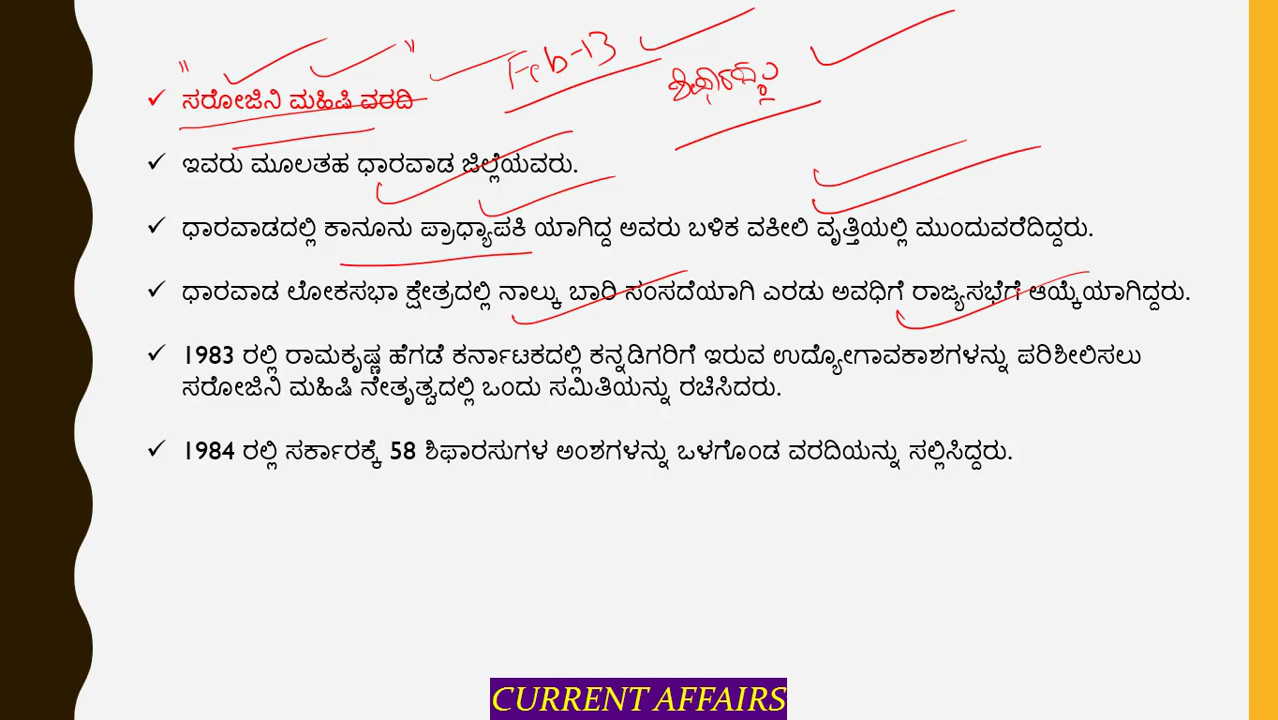 " " Feb-13
ಸರೋಜಿನಿ ಮಹಿಷಿ ವರದಿ
ಇವರು ಮೂಲತಹ ಧಾರವಾಡ ಜಿಲ್ಲೆಯವರು.
ಧಾರವಾಡದಲ್ಲಿ ಕಾನೂನು ಪ್ರಾಧ್ಯಾಪಕಿ ಯಾಗಿದ್ದ ಅವರು ಬಳಿಕ ವಕೀಲಿ ವೃತ್ತಿಯಲ್ಲಿ ಮುಂದುವರೆದಿದ್ದರು.
ಧಾರವಾಡ ಲೋಕಸಭಾ ಕ್ಷೇತ್ರದಲ್ಲಿ ನಾಲ್ಕು ಬಾರಿ ಸಂಸದೆಯಾಗಿ ಎರಡು ಅವಧಿಗೆ ರಾಜ್ಯಸಭೆಗೆ ಆಯ್ಕೆಯಾಗಿದ್ದರು.
1983 ರಲ್ಲಿ ರಾಮಕೃಷ್ಣ ಹೆಗಡೆ ಕರ್ನಾಟಕದಲ್ಲಿ ಕನ್ನಡಿಗರಿಗೆ ಇರುವ ಉದ್ಯೋಗಾವಕಾಶಗಳನ್ನು ಪರಿಶೀಲಿಸಲು
ಸರೋಜಿನಿ ಮಹಿಷಿ ನೇತೃತ್ವದಲ್ಲಿ ಒಂದು ಸಮಿತಿಯನ್ನು ರಚಿಸಿದರು.
1984 ರಲ್ಲಿ ಸರ್ಕಾರಕ್ಕೆ 58 ಶಿಫಾರಸುಗಳ ಅಂಶಗಳನ್ನು ಒಳಗೊಂಡ ವರದಿಯನ್ನು ಸಲ್ಲಿಸಿದ್ದರು.
CURRENT AFFAIRS